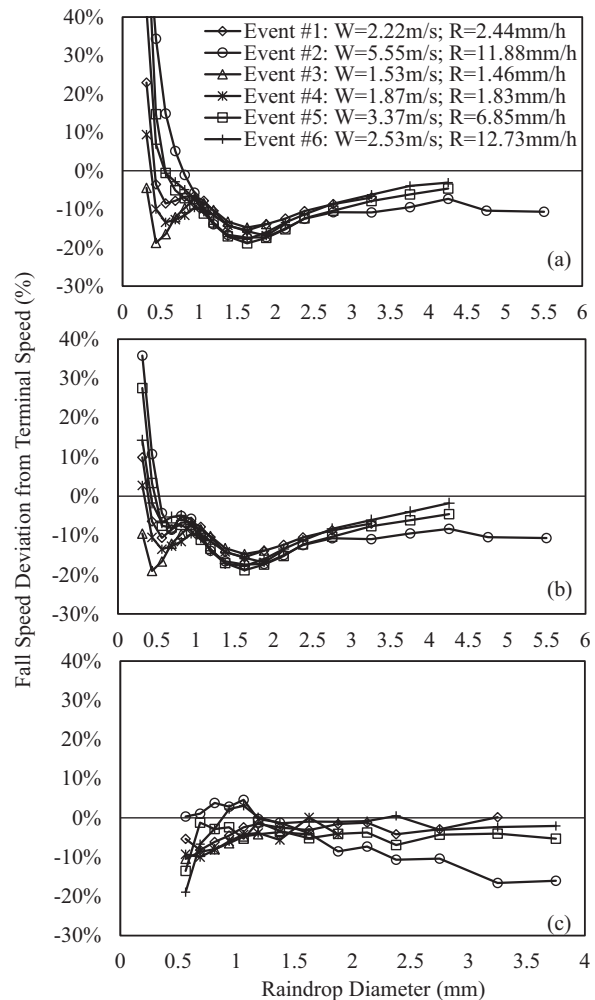 40%
30%
20%
10%
0%
-10%
-20%
-30%
Event #1: W=2.22m/s; R=2.44mm/h
Event #2: W=5.55m/s; R=11.88mm/h
Event #3: W=1.53m/s; R=1.46mm/h
Event #4: W=1.87m/s; R=1.83mm/h
Event #5: W=3.37m/s; R=6.85mm/h
Event #6: W=2.53m/s; R=12.73mm/h
(a)
0 0.5 1 1.5 2 2.5 3 3.5 4 4.5 5 5.5 6
Fall Speed Deviation from Terminal Speed (%)
40%
30%
20%
10%
0%
-10%
-20%
-30%
(b)
0 0.5 1 1.5 2 2.5 3 3.5 4 4.5 5 5.5 6
40%
30%
20%
10%
0%
-10%
-20%
-30%
(c)
0 0.5 1 1.5 2 2.5 3 3.5 4
Raindrop Diameter (mm)